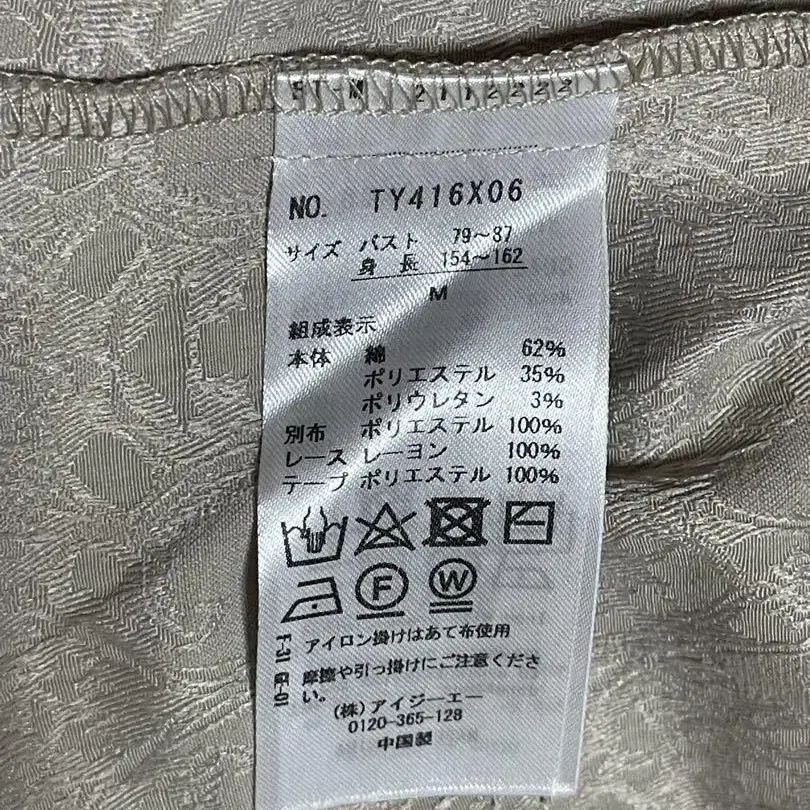 NO. TY416X06
サイズ バスト 79〜87
身長 154〜162
M
組成表示
本体 綿 62%
ポリエステル 35%
ポリウレタン 3%
別布 ポリエステル 100%
レース レーヨン 100%
テープ ポリエステル 100%
F W
アイロン掛けはあて布使用
摩擦や引っ掛けにご注意くださ
い。
(株)アイジーエー
0120-365-128
中国製